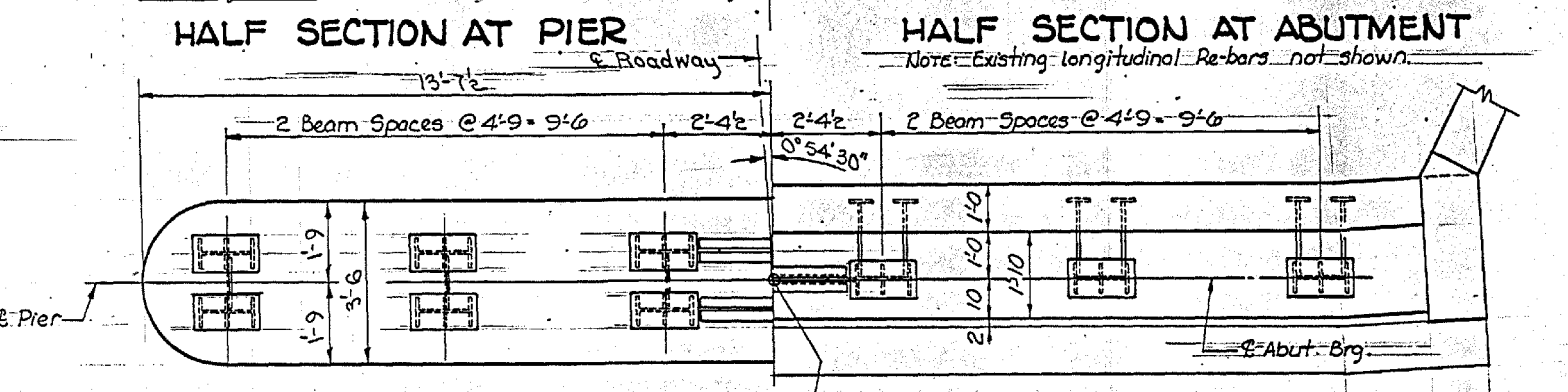 HALF SECTION AT PIER
HALF SECTION AT ABUTMENT
℄ Roadway
NOTE: Existing longitudinal Re-bars not shown.
13'-7½
2 Beam Spaces @ 4'-9 = 9'-6
2'-4½
2'-4½
2 Beam Spaces @ 4'-9 = 9'-6
0°54'30"
1'-9
3'-6
1'-9
1'-0
1'-0
1'-10
10
2
℄ Pier
℄ Abut. Brg.